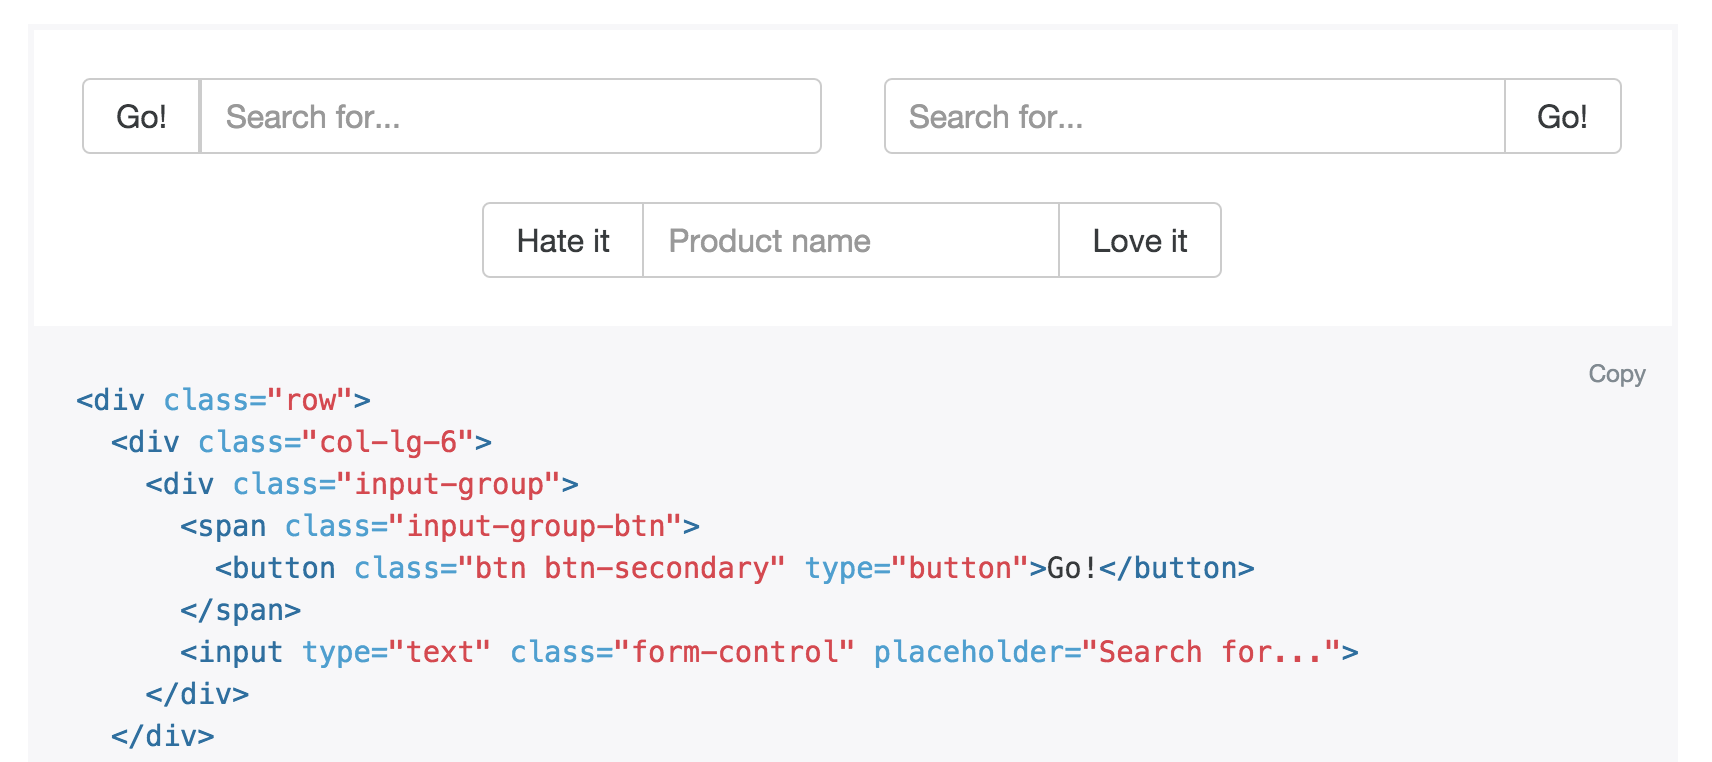 Go! Search for... Search for... Go!
Hate it Product name Love it
Copy
<div class="row">
  <div class="col-lg-6">
    <div class="input-group">
      <span class="input-group-btn">
        <button class="btn btn-secondary" type="button">Go!</button>
      </span>
      <input type="text" class="form-control" placeholder="Search for...">
    </div>
  </div>